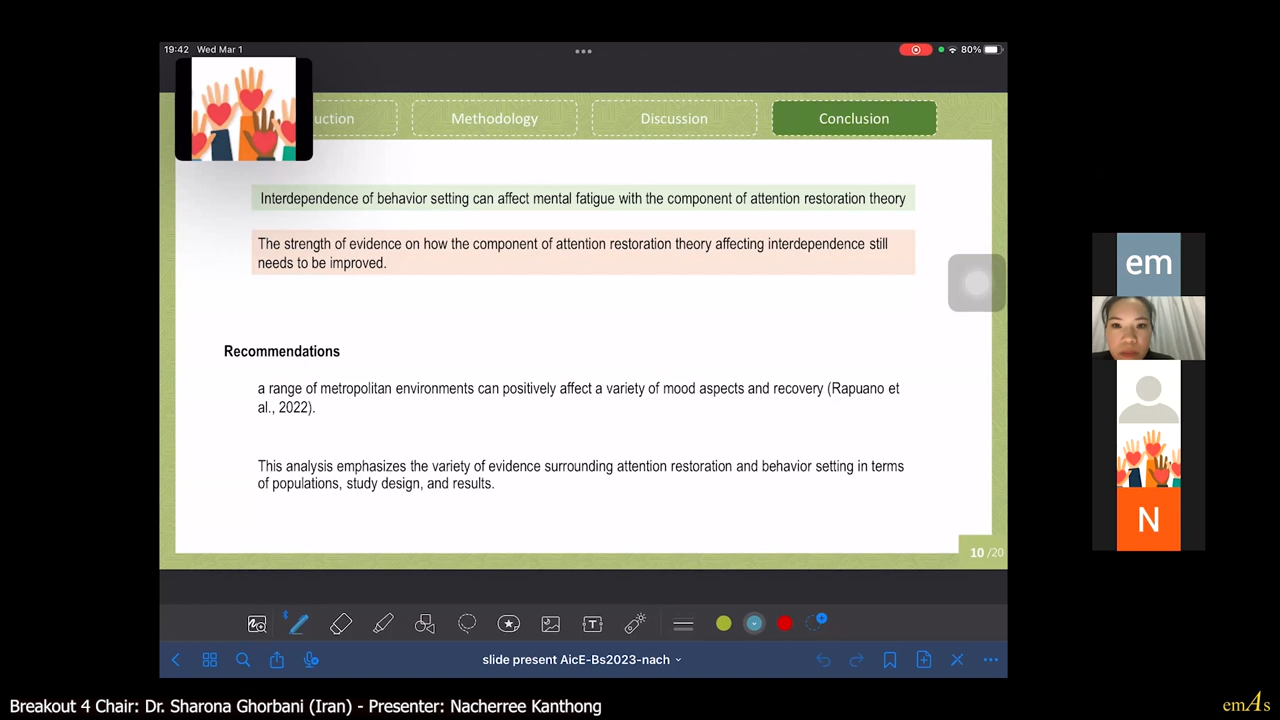 19:42 Wed Mar 1
80%
uction
Methodology
Discussion
Conclusion
Interdependence of behavior setting can affect mental fatigue with the component of attention restoration theory
The strength of evidence on how the component of attention restoration theory affecting interdependence still
needs to be improved.
Recommendations
a range of metropolitan environments can positively affect a variety of mood aspects and recovery (Rapuano et
al., 2022).
This analysis emphasizes the variety of evidence surrounding attention restoration and behavior setting in terms
of populations, study design, and results.
10 /20
em
N
T
slide present AicE-Bs2023-nach
Breakout 4 Chair: Dr. Sharona Ghorbani (Iran) - Presenter: Nacherree Kanthong
emAs